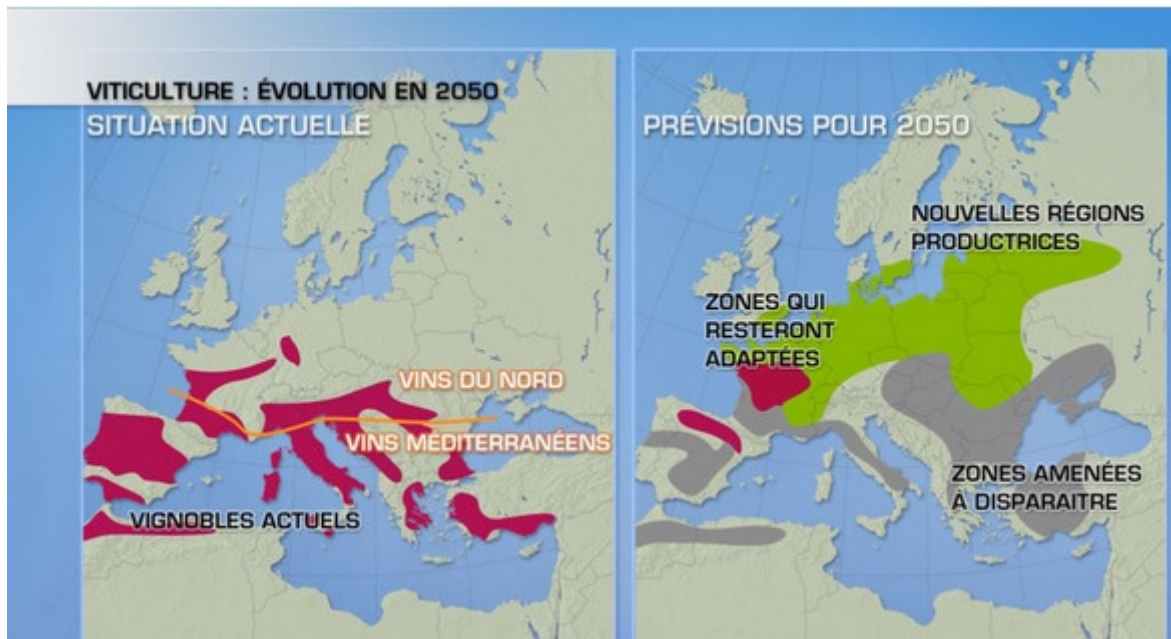 VITICULTURE : ÉVOLUTION EN 2050
SITUATION ACTUELLE
VINS DU NORD
VINS MÉDITERRANÉENS
VIGNOBLES ACTUELS
PRÉVISIONS POUR 2050
NOUVELLES RÉGIONS
PRODUCTRICES
ZONES QUI
RESTERONT
ADAPTÉES
ZONES AMENÉES
À DISPARAITRE